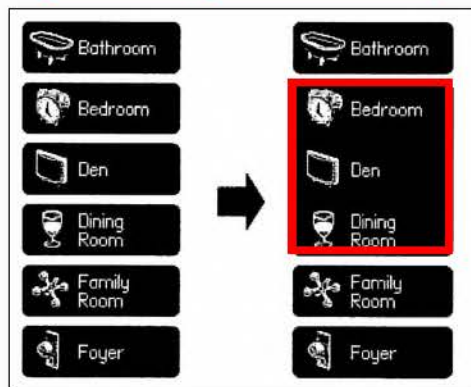 Bathroom
Bedroom
Den
Dining
Room
Family
Room
Foyer
Bathroom
Bedroom
Den
Dining
Room
Family
Room
Foyer